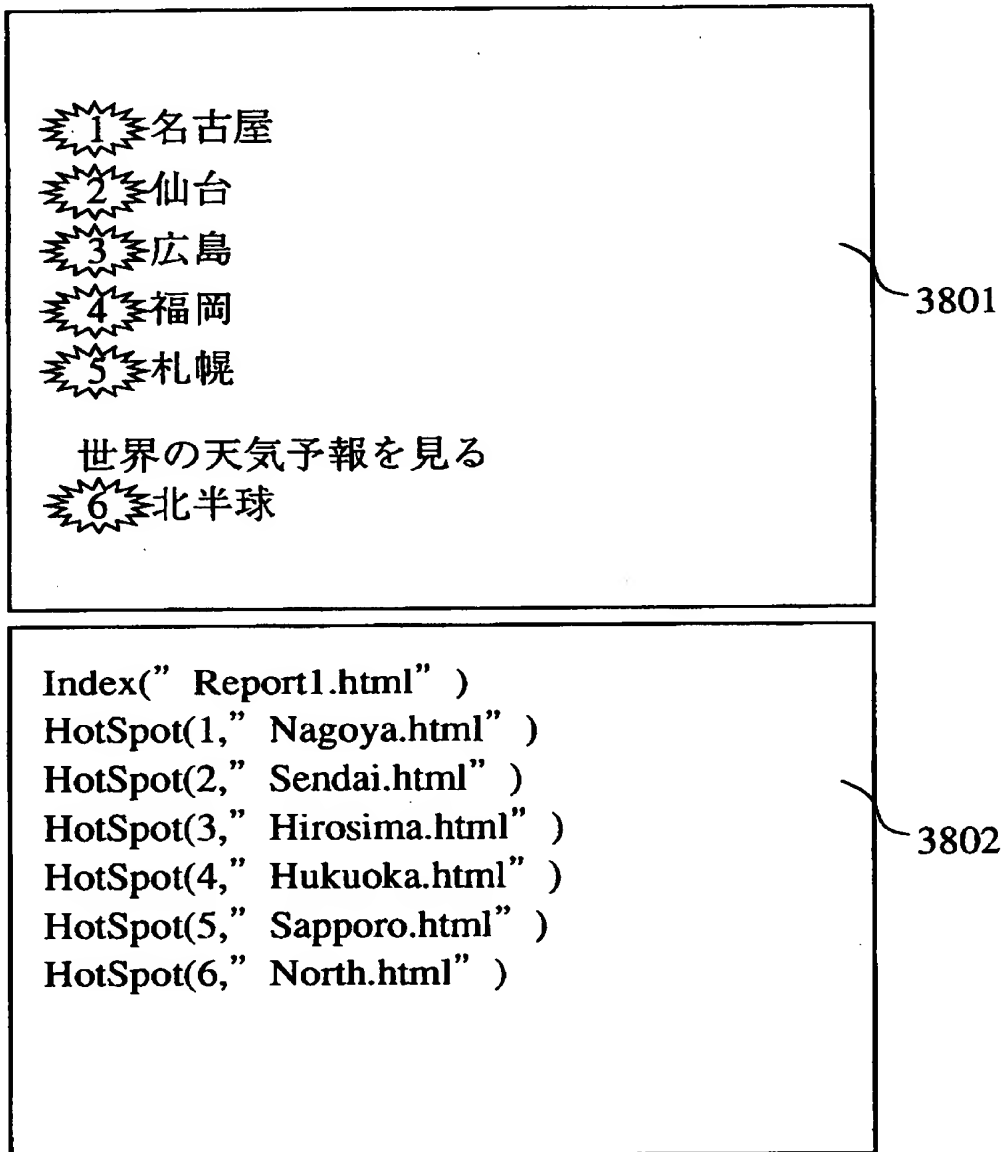 1 名古屋
2 仙台
3 広島
4 福岡
5 札幌
世界の天気予報を見る
6 北半球
3801
Index(” Report1.html” )
HotSpot(1,” Nagoya.html” )
HotSpot(2,” Sendai.html” )
HotSpot(3,” Hirosima.html” )
HotSpot(4,” Hukuoka.html” )
HotSpot(5,” Sapporo.html” )
HotSpot(6,” North.html” )
3802